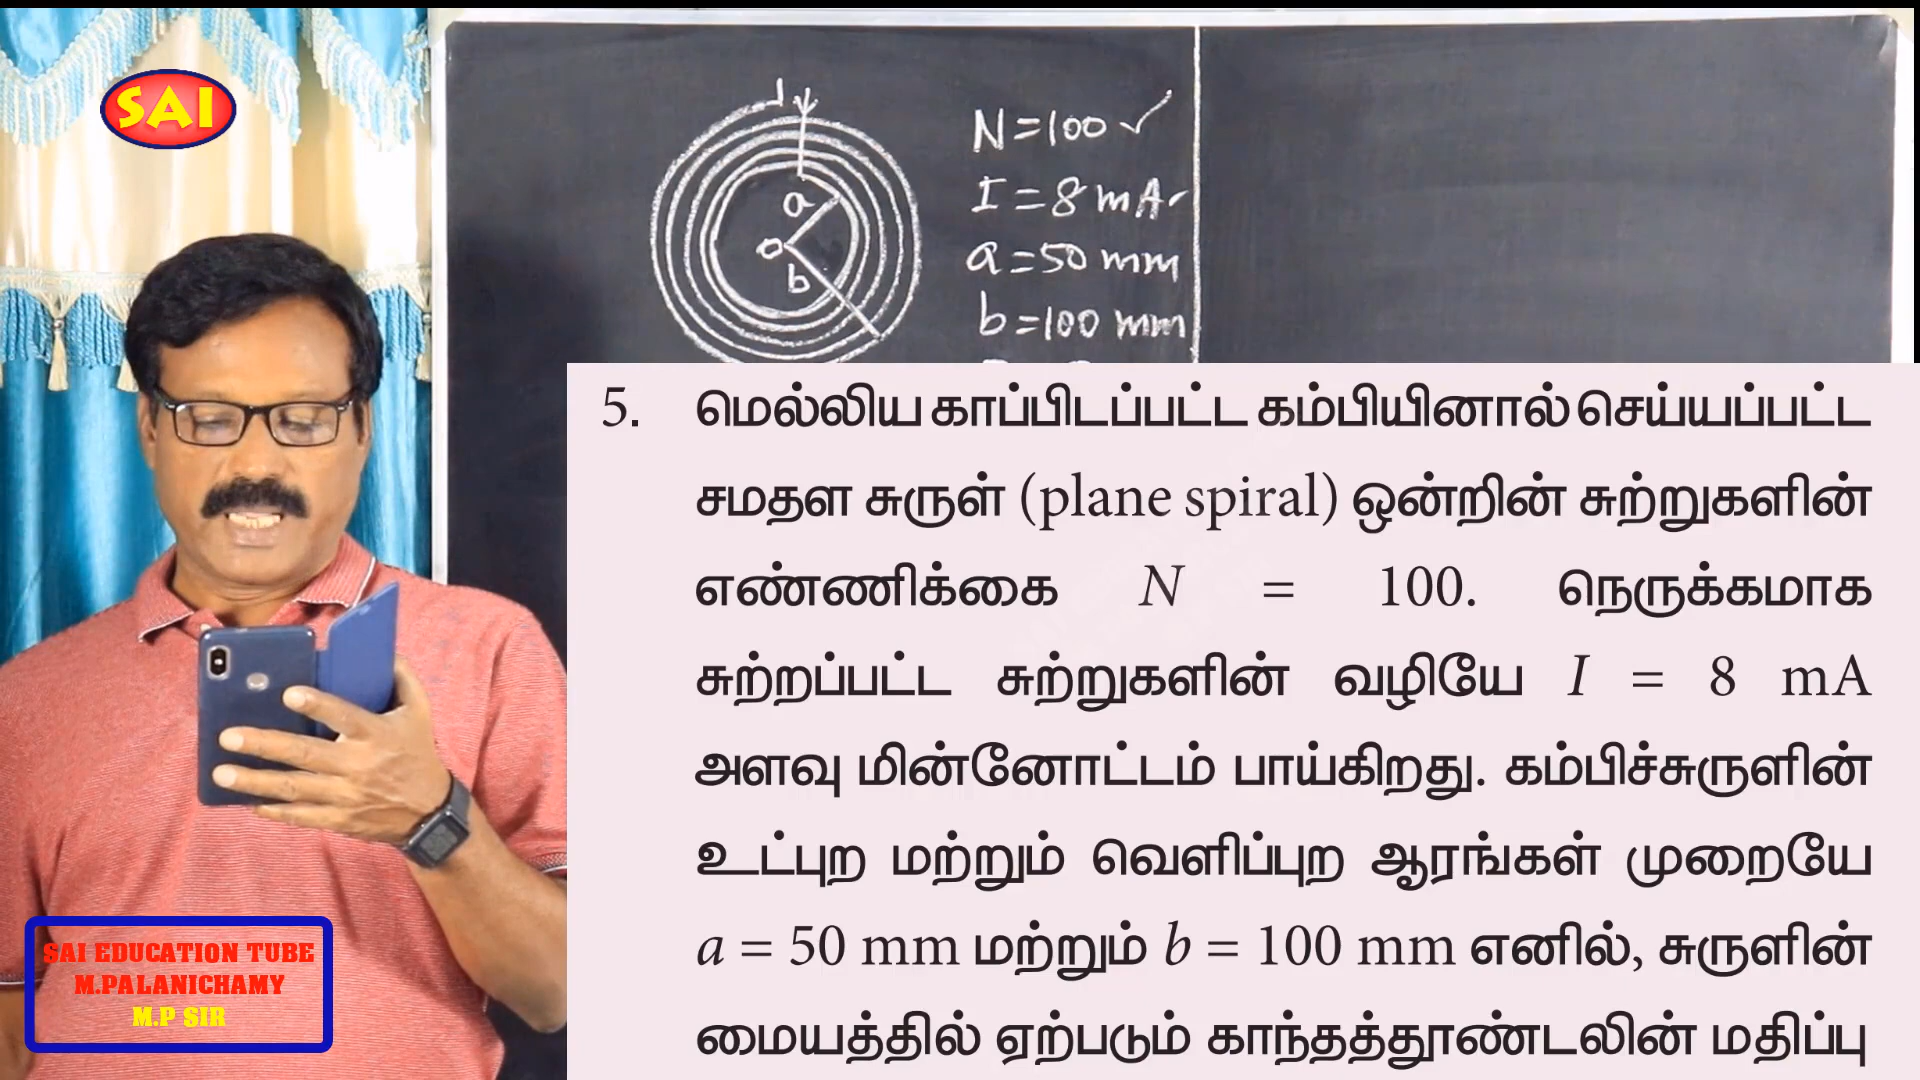 SAI
a
o
b
N=100 ✓
I=8mA
a=50 mm
b=100 mm
5. மெல்லிய காப்பிடப்பட்ட கம்பியினால் செய்யப்பட்ட
சமதள சுருள் (plane spiral) ஒன்றின் சுற்றுகளின்
எண்ணிக்கை N = 100. நெருக்கமாக
சுற்றப்பட்ட சுற்றுகளின் வழியே I = 8 mA
அளவு மின்னோட்டம் பாய்கிறது. கம்பிச்சுருளின்
உட்புற மற்றும் வெளிப்புற ஆரங்கள் முறையே
a = 50 mm மற்றும் b = 100 mm எனில், சுருளின்
மையத்தில் ஏற்படும் காந்தத்தூண்டலின் மதிப்பு
SAI EDUCATION TUBE
M.PALANICHAMY
M.P SIR